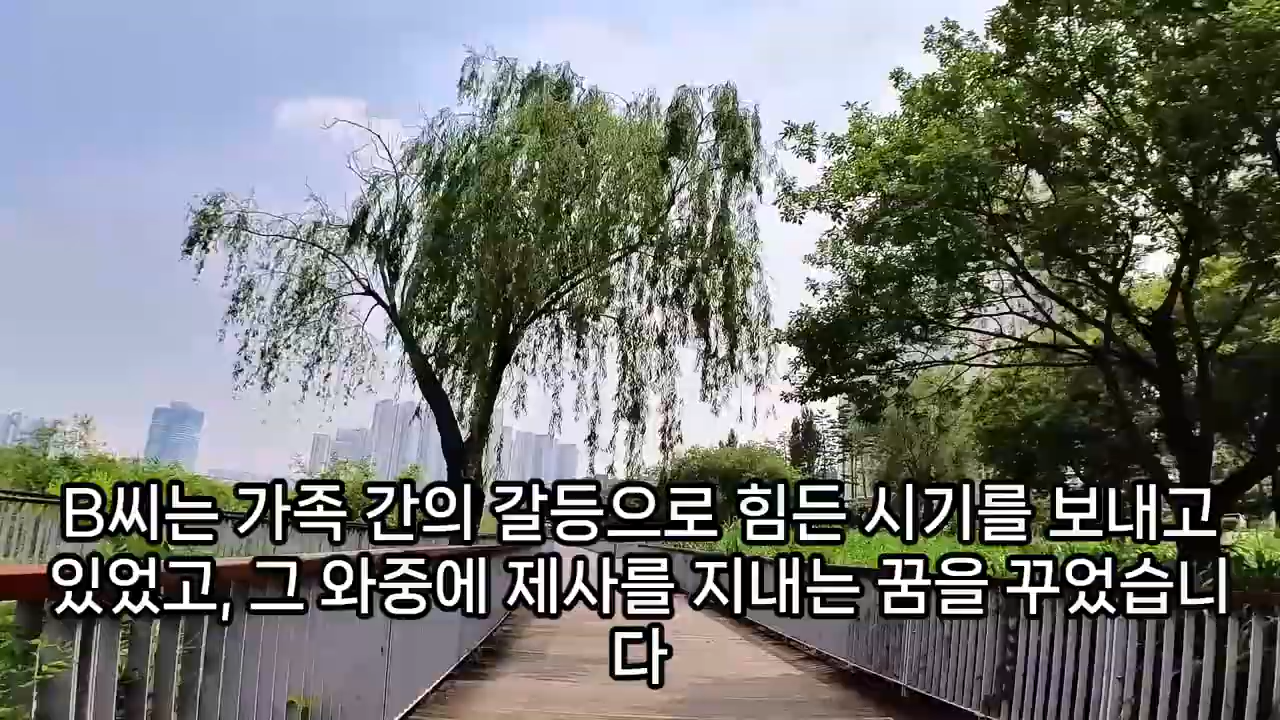 B씨는 가족 간의 갈등으로 힘든 시기를 보내고
있었고, 그 와중에 제사를 지내는 꿈을 꾸었습니
다